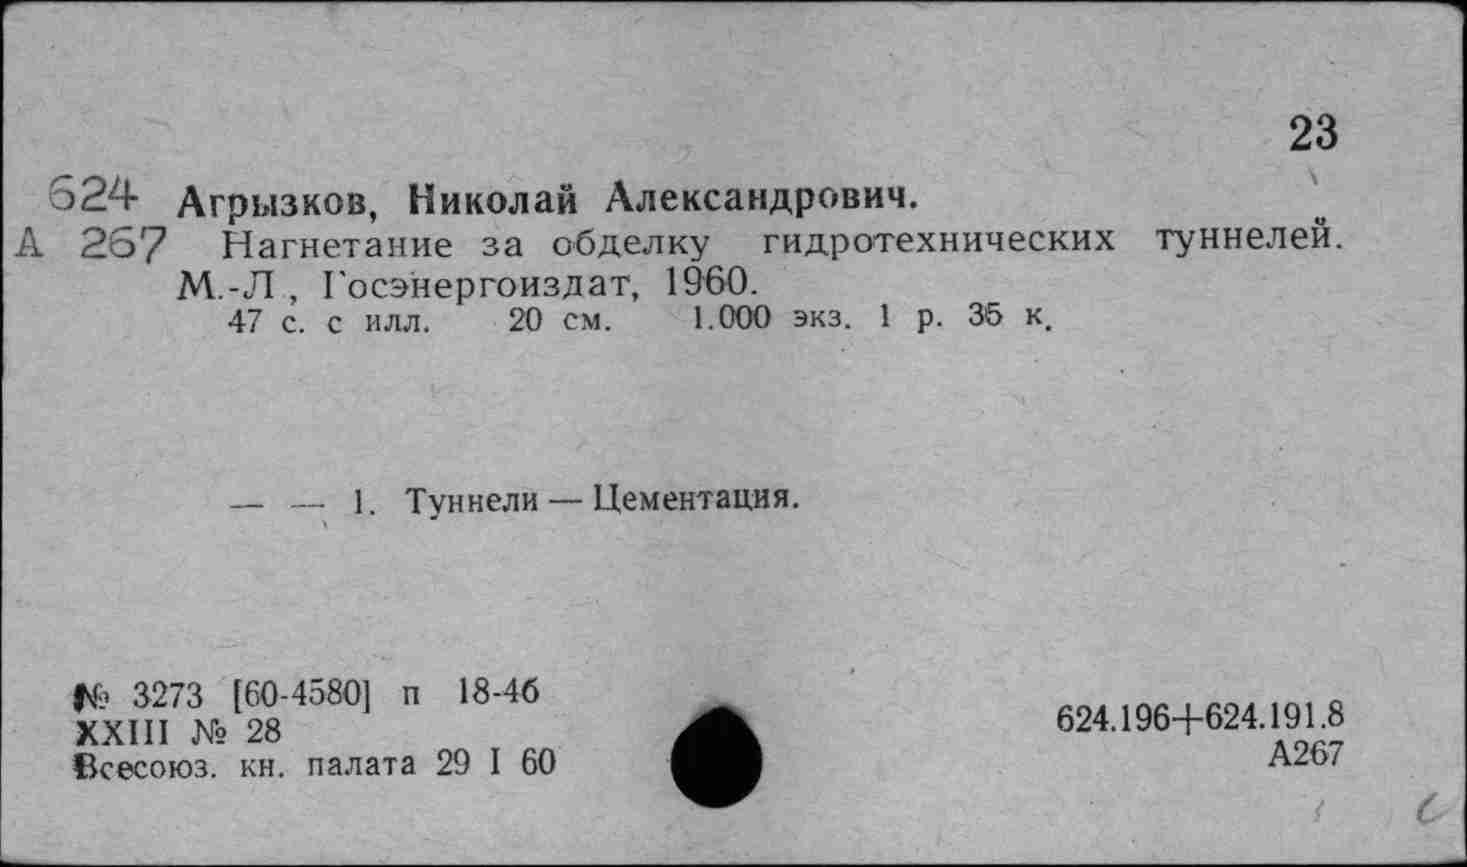 23
624 Агрызков, Николай Александрович.
А 267 Нагнетание за обделку гидротехнических туннелей.
М.-Л , Госэнергоиздат, 1960.
47 с. с илл. 20 см. 1.000 экз. 1 р. 35 к.
— — 1. Туннели — Цементация.
№ 3273 [60-4580] п 18-4б
XXIII № 28
Всесоюз. кн. палата 29 I 60
624.196+624.191.8
А267